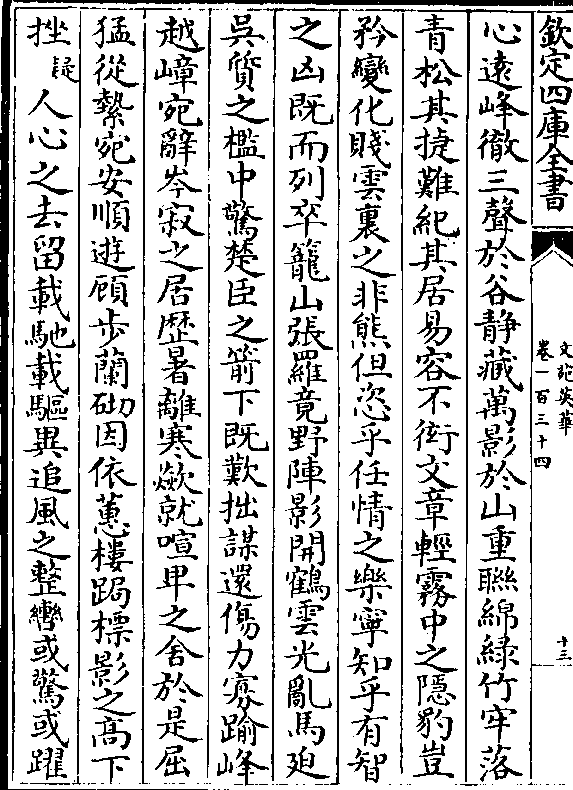 欽定四庫全書
文苑英華
卷一百三十四
十三
心遠峰徹三聲於谷静藏萬影於山重聯綿緑竹牢落
青松其捷難紀其居易容不衒文章輕霧中之隠豹豈
矜變化賤雲裏之非熊但恣乎任情之樂寧知乎有智
之凶既而列卒籠山張羅竟野陣影開鶴雲光亂馬廹
吳質之檻中驚楚臣之箭下既歎拙謀還傷力寡踰峰
越嶂宛辭岑寂之居歴暑離寒歘就喧卑之舍於是屈
猛從縶宛安順遊顧步蘭砌因依蕙樓跼標影之高下
挫疑人心之去留載馳載驅異追風之整轡或驚或躍